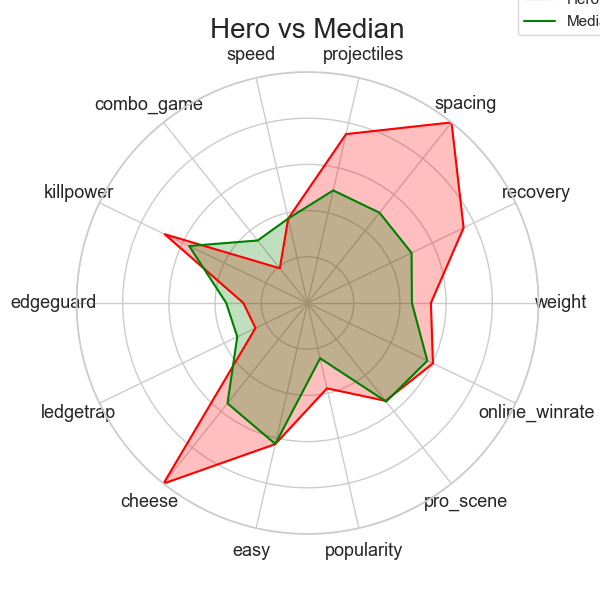 Hero vs Median
speed
projectiles
combo_game
spacing
killpower
recovery
edgeguard
weight
ledgetrap
online_winrate
cheese
pro_scene
easy
popularity